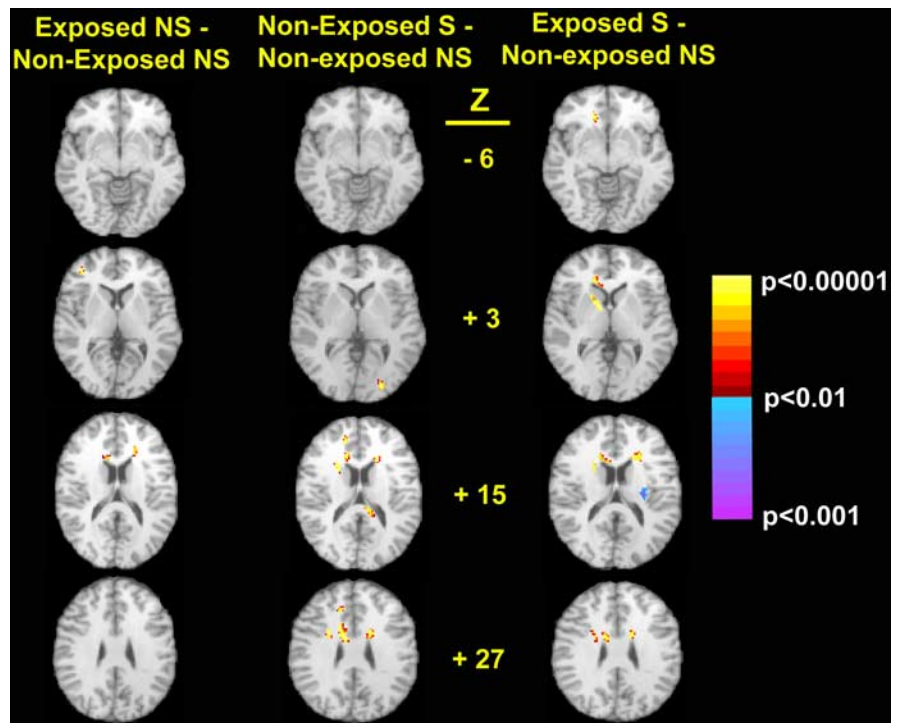 Exposed NS -
Non-Exposed NS
Non-Exposed S -
Non-exposed NS
Exposed S -
Non-exposed NS
Z
- 6
+ 3
+ 15
+ 27
p<0.00001
p<0.01
p<0.001